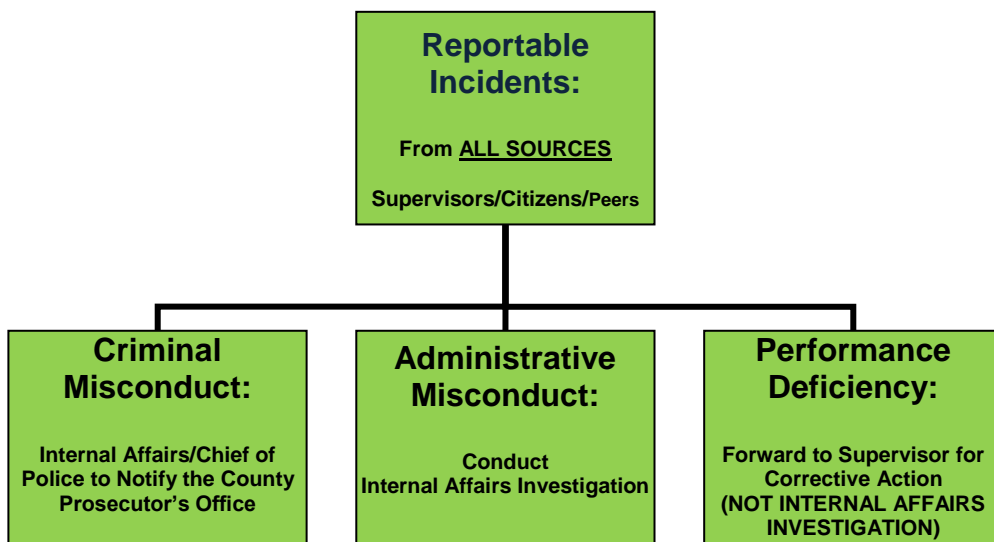 Reportable
Incidents:
From ALL SOURCES
Supervisors/Citizens/Peers
Criminal
Misconduct:
Internal Affairs/Chief of
Police to Notify the County
Prosecutor’s Office
Administrative
Misconduct:
Conduct
Internal Affairs Investigation
Performance
Deficiency:
Forward to Supervisor for
Corrective Action
(NOT INTERNAL AFFAIRS
INVESTIGATION)